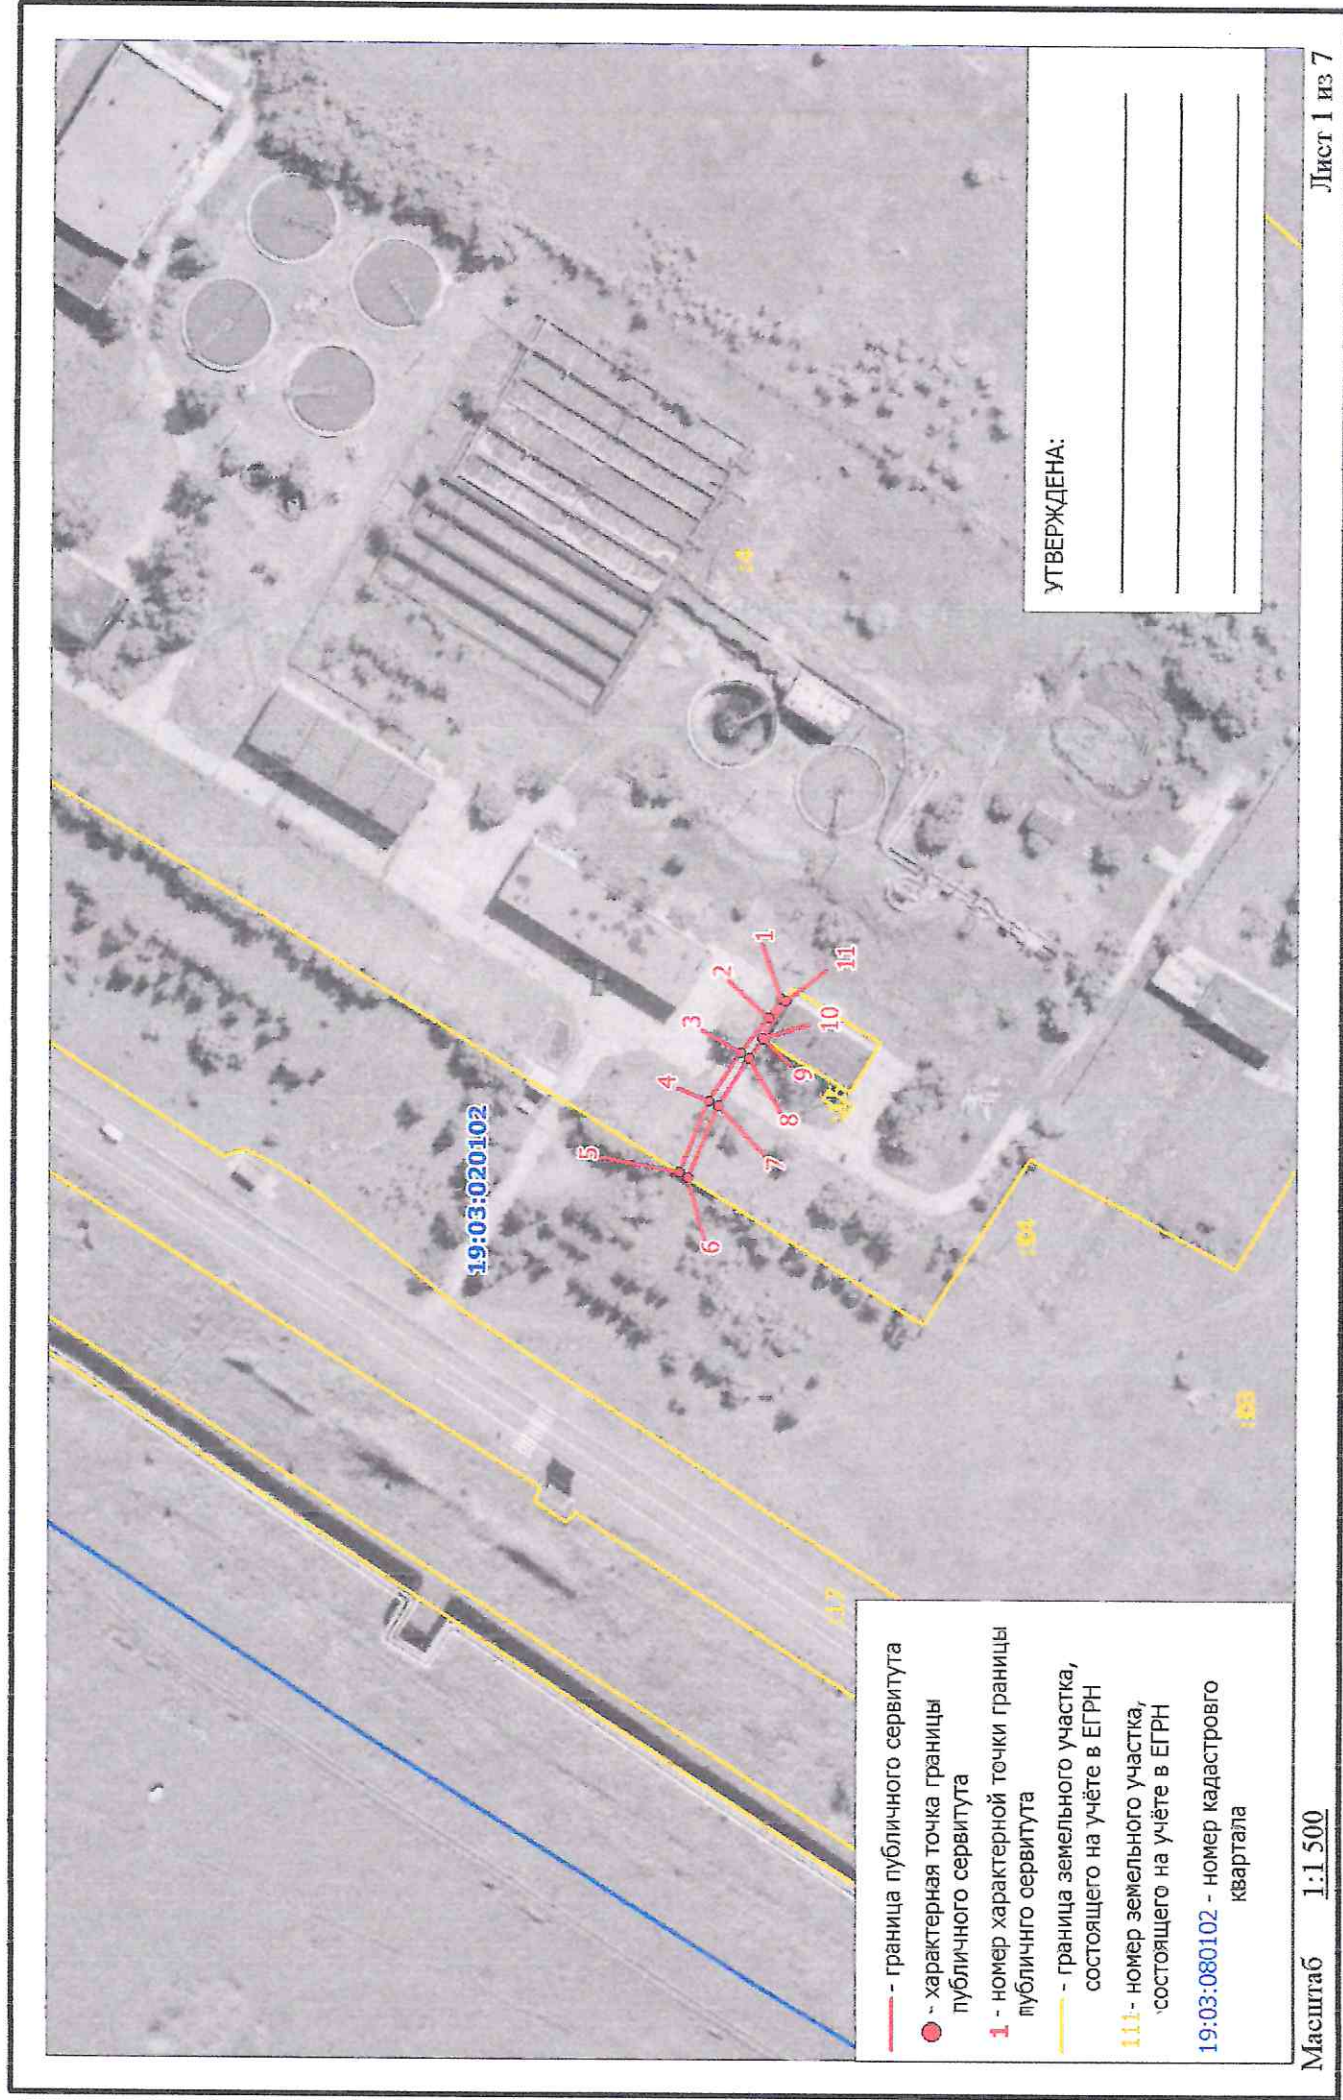 19:03:020102
5
4
3
2
1
6
7
8
9
10
11
:4
УТВЕРЖДЕНА:
- граница публичного сервитута
- характерная точка границы
публичного сервитута
1 - номер характерной точки границы
публичнго сервитута
- граница земельного участка,
состоящего на учёте в ЕГРН
111 - номер земельного участка,
состоящего на учёте в ЕГРН
19:03:080102 - номер кадастрово
квартала
Масштаб 1:1 500
Лист 1 из 7